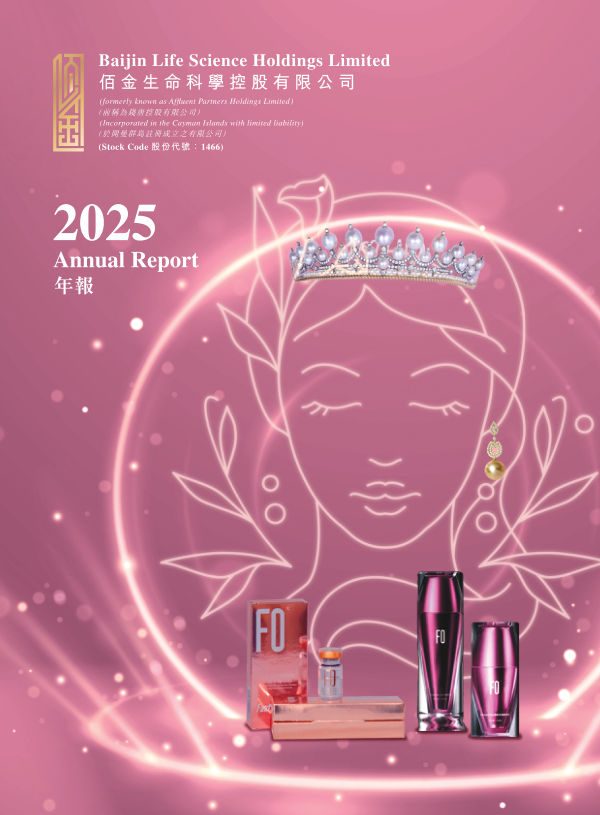 佰金
Baijin Life Science Holdings Limited
佰金生命科學控股有限公司
(formerly known as Affluent Partners Holdings Limited)
(前稱為錢唐控股有限公司)
(Incorporated in the Cayman Islands with limited liability)
(於開曼群島註冊成立之有限公司)
(Stock Code 股份代號：1466)
2025
Annual Report
年報
FO
FO
FO
FO